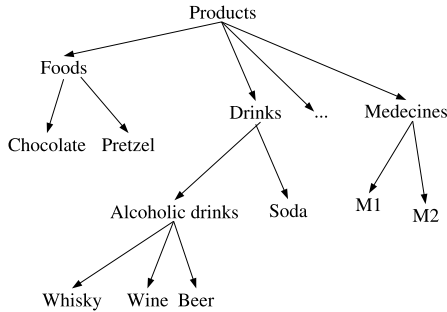 Products
Foods
Drinks
...
Medecines
Chocolate
Pretzel
Alcoholic drinks
Soda
M1
M2
Whisky
Wine
Beer